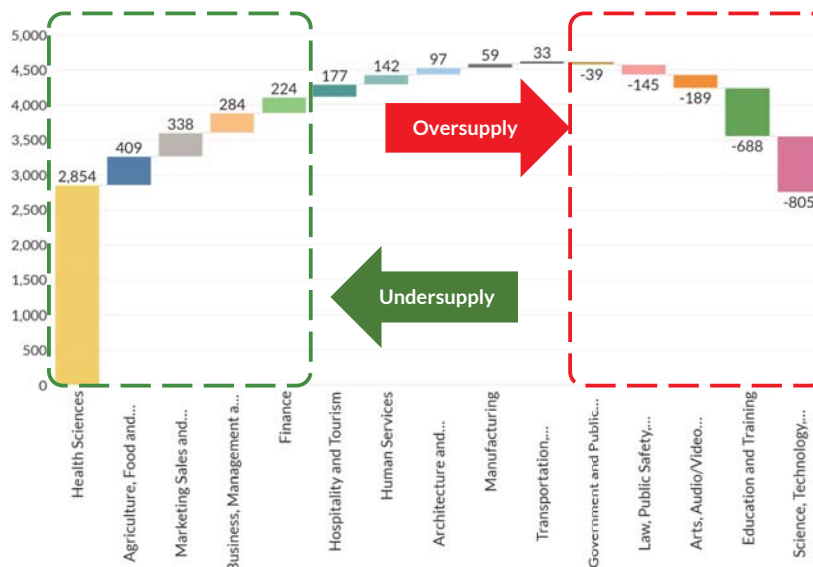 5,000
4,500
4,000
3,500
3,000
2,500
2,000
1,500
1,000
500
0
2,854
409
338
284
224
177
142
97
59
33
-39
-145
-189
-688
-805
Oversupply
Undersupply
Health Sciences
Agriculture, Food and...
Marketing Sales and...
Business, Management a...
Finance
Hospitality and Tourism
Human Services
Architecture and...
Manufacturing
Transportation,...
Government and Public...
Law, Public Safety,...
Arts, Audio/Video...
Education and Training
Science, Technology,...